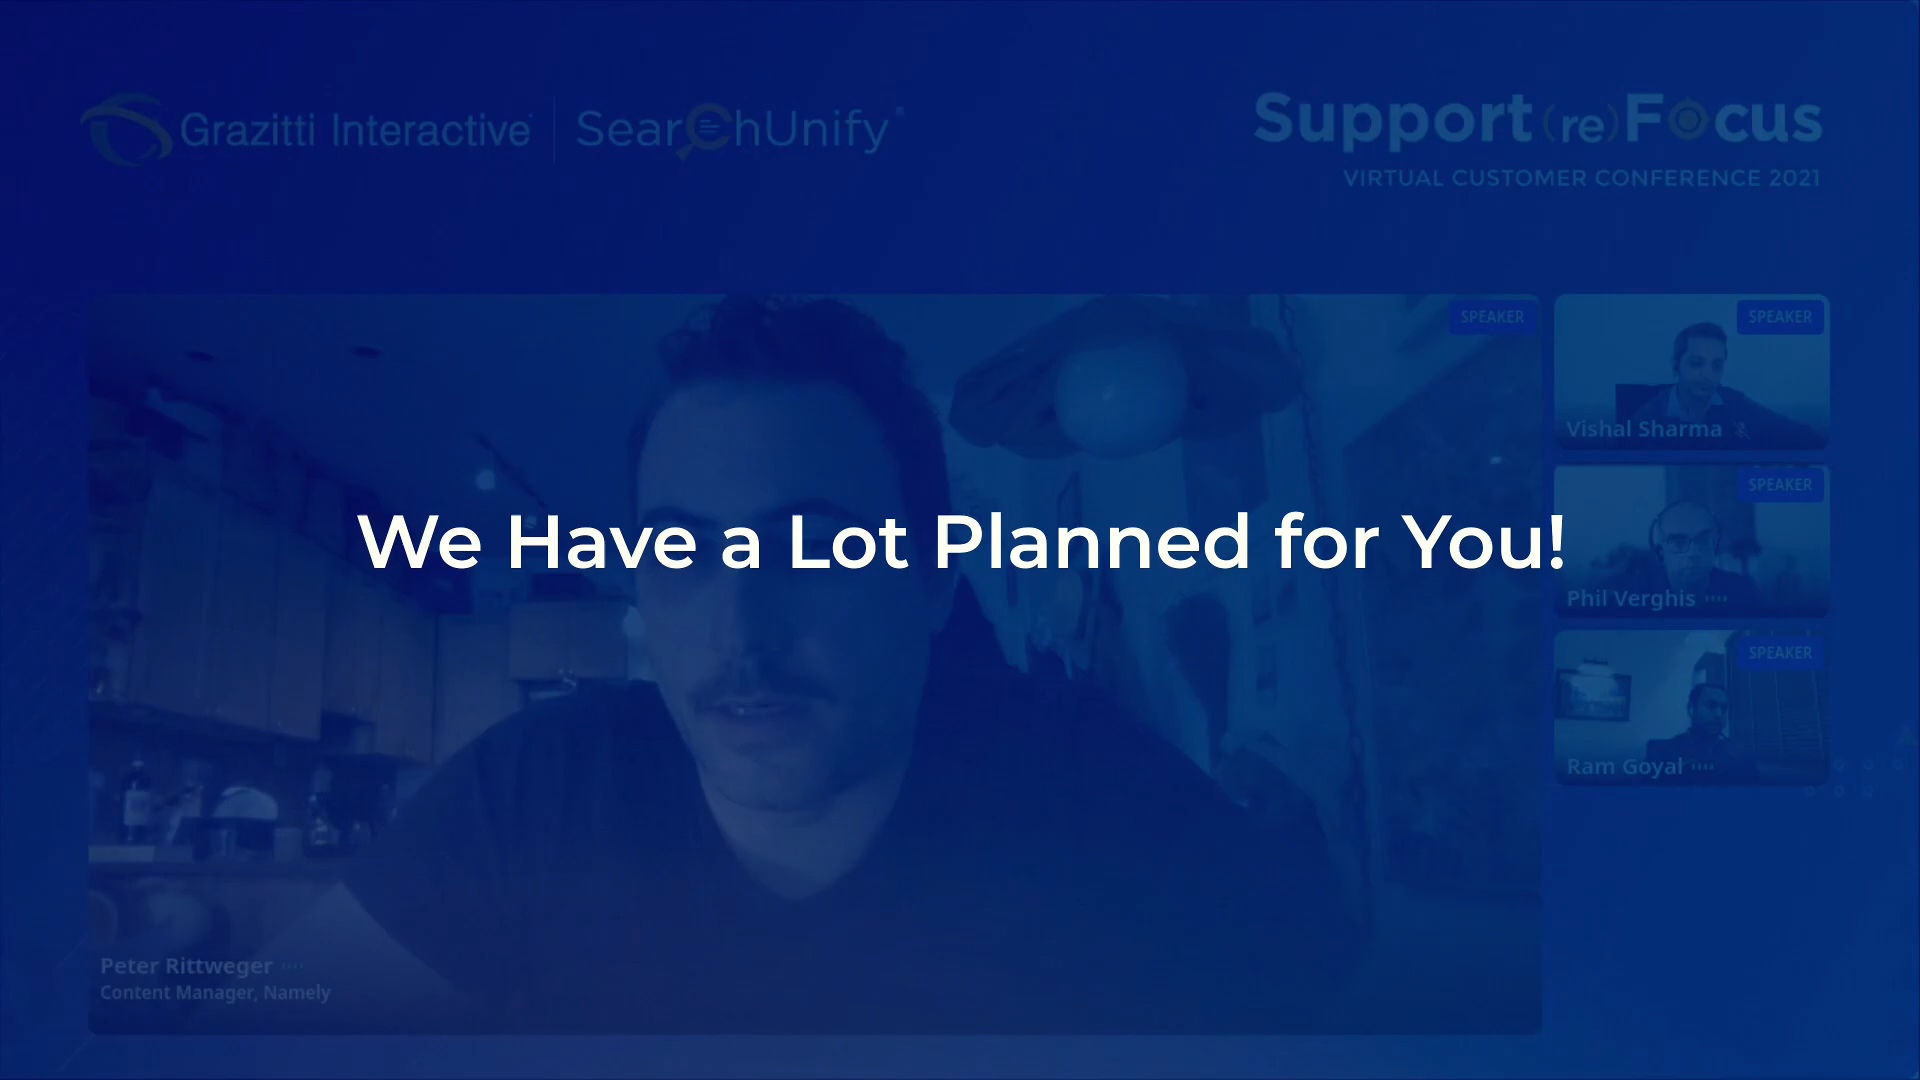 Grazitti Interactive
SearchUnify
Support (re)Focus
VIRTUAL CUSTOMER CONFERENCE 2021
SPEAKER
SPEAKER
Vishal Sharma
SPEAKER
We Have a Lot Planned for You!
Phil Verghis
SPEAKER
Ram Goyal
Peter Rittweger
Content Manager, Namely